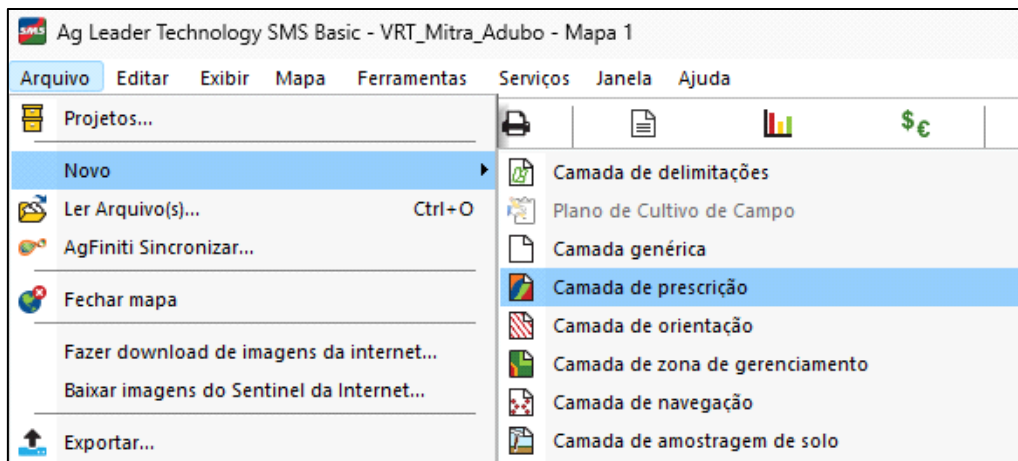 SMS Ag Leader Technology SMS Basic - VRT_Mitra_Adubo - Mapa 1
Arquivo Editar Exibir Mapa Ferramentas Serviços Janela Ajuda
Projetos...
$€
Novo
Camada de delimitações
Plano de Cultivo de Campo
Ler Arquivo(s)... Ctrl+O
AgFiniti Sincronizar...
Camada genérica
Camada de prescrição
Fechar mapa
Camada de orientação
Fazer download de imagens da internet...
Camada de zona de gerenciamento
Baixar imagens do Sentinel da Internet...
Camada de navegação
Exportar...
Camada de amostragem de solo